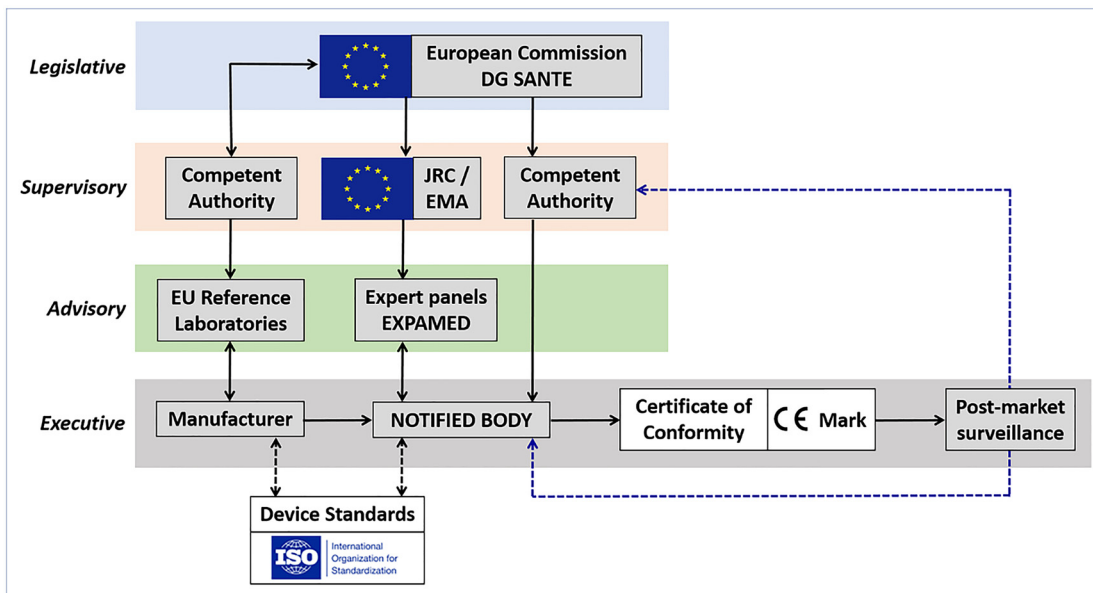 Legislative
European Commission
DG SANTE
Supervisory
Competent
Authority
JRC /
EMA
Competent
Authority
Advisory
EU Reference
Laboratories
Expert panels
EXPAMED
Executive
Manufacturer
NOTIFIED BODY
Certificate of
Conformity
CE Mark
Post-market
surveillance
Device Standards
ISO
International
Organization for
Standardization